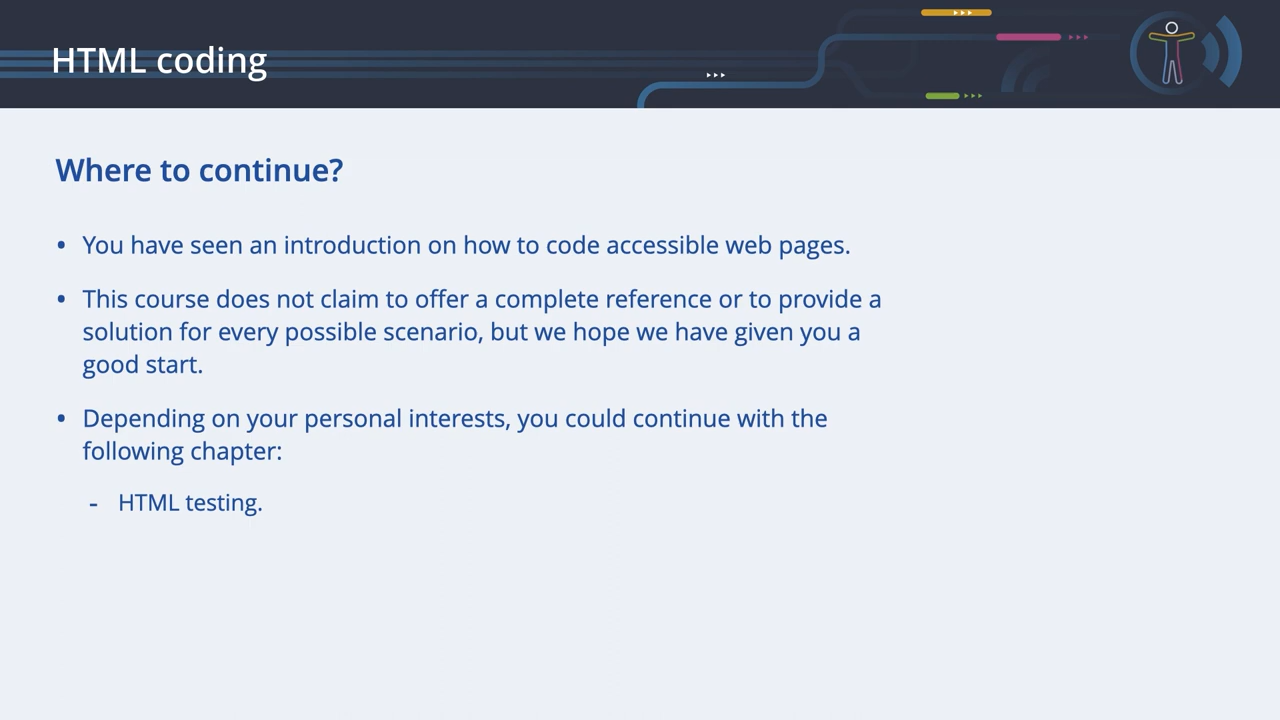 HTML coding
Where to continue?
• You have seen an introduction on how to code accessible web pages.
• This course does not claim to offer a complete reference or to provide a
solution for every possible scenario, but we hope we have given you a
good start.
• Depending on your personal interests, you could continue with the
following chapter:
- HTML testing.